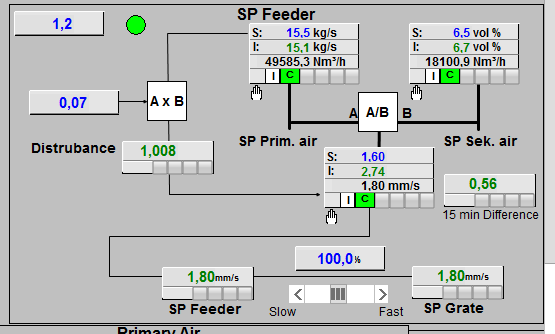 SP Feeder
1,2
S: 15,5 kg/s
I: 15,1 kg/s
49585,3 Nm³/h
I C
S: 6,5 vol %
I: 6,7 vol %
18100,9 Nm³/h
I C
0,07
A x B
A A/B B
SP Prim. air
SP Sek. air
Distrubance
1,008
S: 1,60
I: 2,74
1,80 mm/s
I C
0,56
15 min Difference
100,0%
1,80mm/s
1,80mm/s
SP Feeder
SP Grate
Slow
Fast
Primary Air